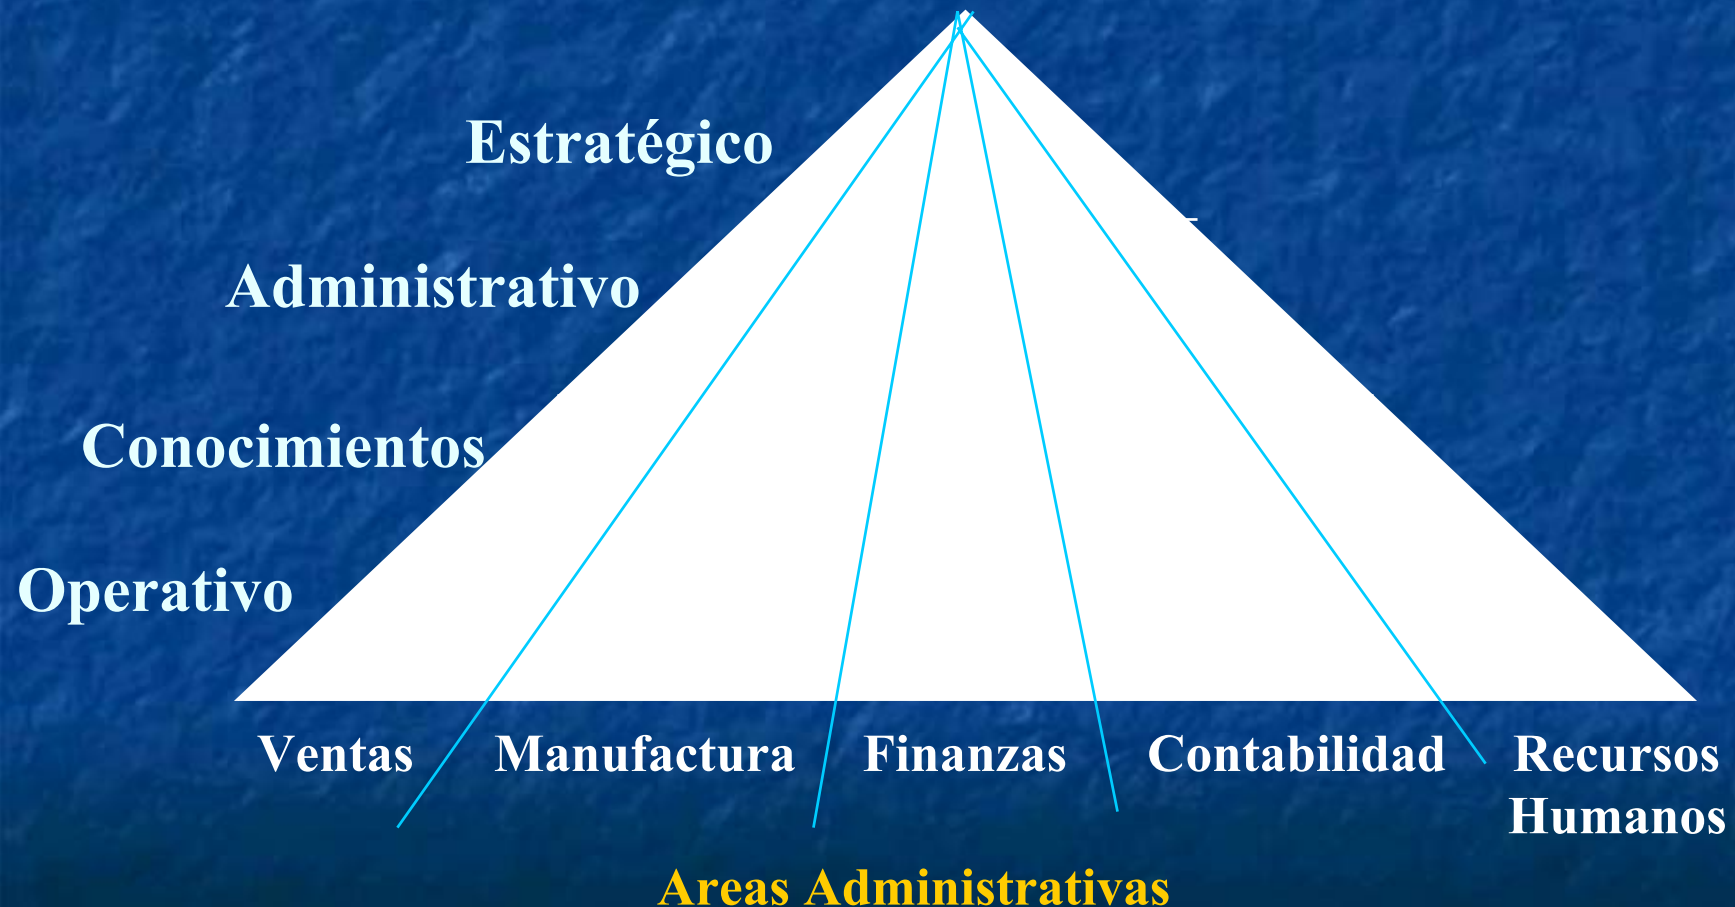 Estratégico
Administrativo
Conocimientos
Operativo
Ventas Manufactura Finanzas Contabilidad Recursos
Humanos
Areas Administrativas